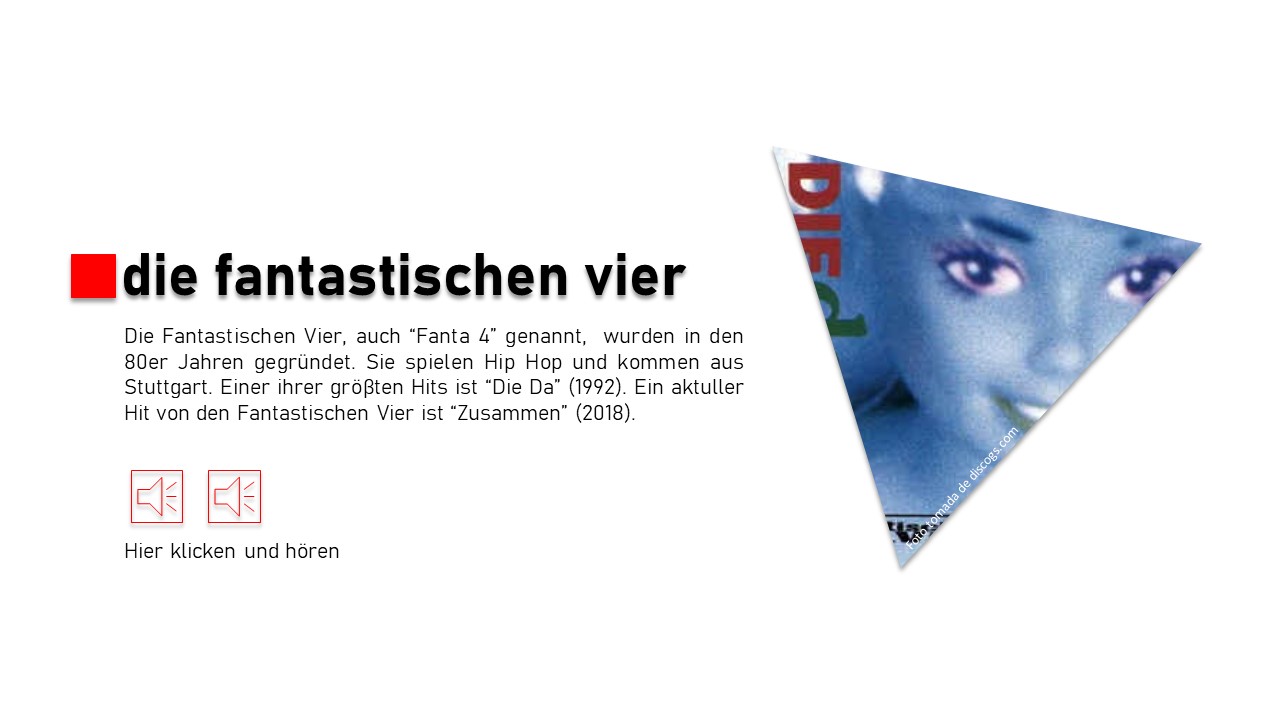 die fantastischen vier
Die Fantastischen Vier, auch “Fanta 4” genannt, wurden in den
80er Jahren gegründet. Sie spielen Hip Hop und kommen aus
Stuttgart. Einer ihrer größten Hits ist “Die Da” (1992). Ein aktuller
Hit von den Fantastischen Vier ist “Zusammen” (2018).
Hier klicken und hören
DIE
d
Foto tomada de discogs.com